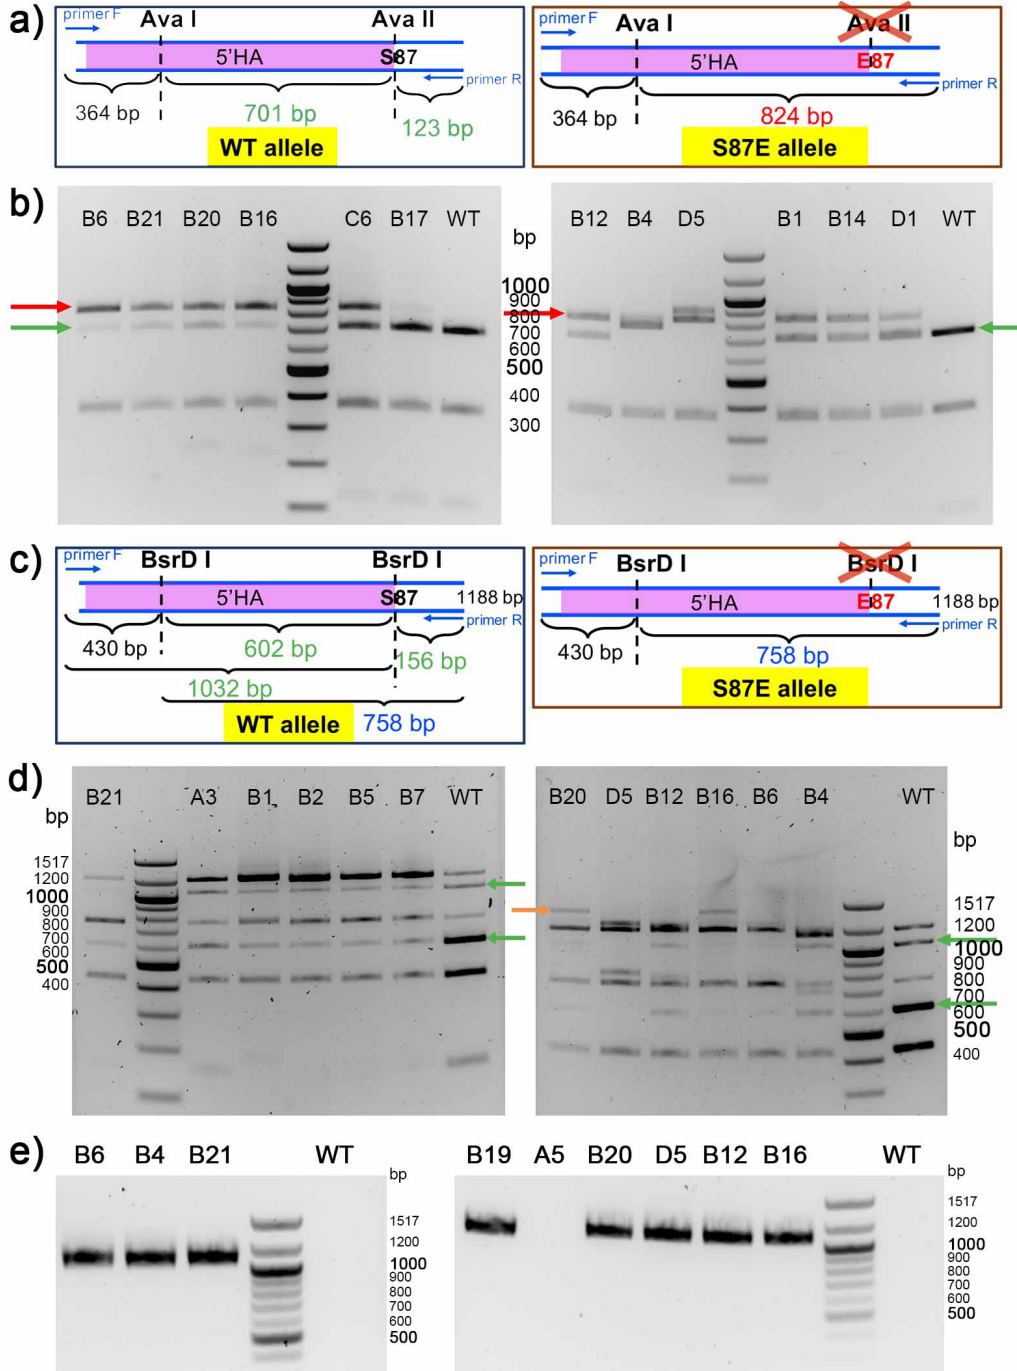 a)
primer F
Ava I
Ava II
5'HA
S87
primer R
364 bp
701 bp
123 bp
WT allele
Ava I
Ava II
5'HA
E87
primer R
364 bp
824 bp
S87E allele
b)
B6 B21 B20 B16 C6 B17 WT
bp
1000
900
800
700
600
500
400
300
B12 B4 D5 B1 B14 D1 WT
c)
primer F
BsrD I
BsrD I
5'HA
S87
1188 bp
primer R
430 bp
602 bp
156 bp
1032 bp
WT allele
758 bp
primer F
BsrD I
BsrD I
5'HA
E87
1188 bp
primer R
430 bp
758 bp
S87E allele
d)
B21 A3 B1 B2 B5 B7 WT
bp
1517
1200
1000
900
800
700
600
500
400
B20 D5 B12 B16 B6 B4 WT
bp
1517
1200
1000
900
800
700
600
500
400
e)
B6 B4 B21 WT
bp
1517
1200
1000
900
800
700
600
500
B19 A5 B20 D5 B12 B16 WT
bp
1517
1200
1000
900
800
700
600
500